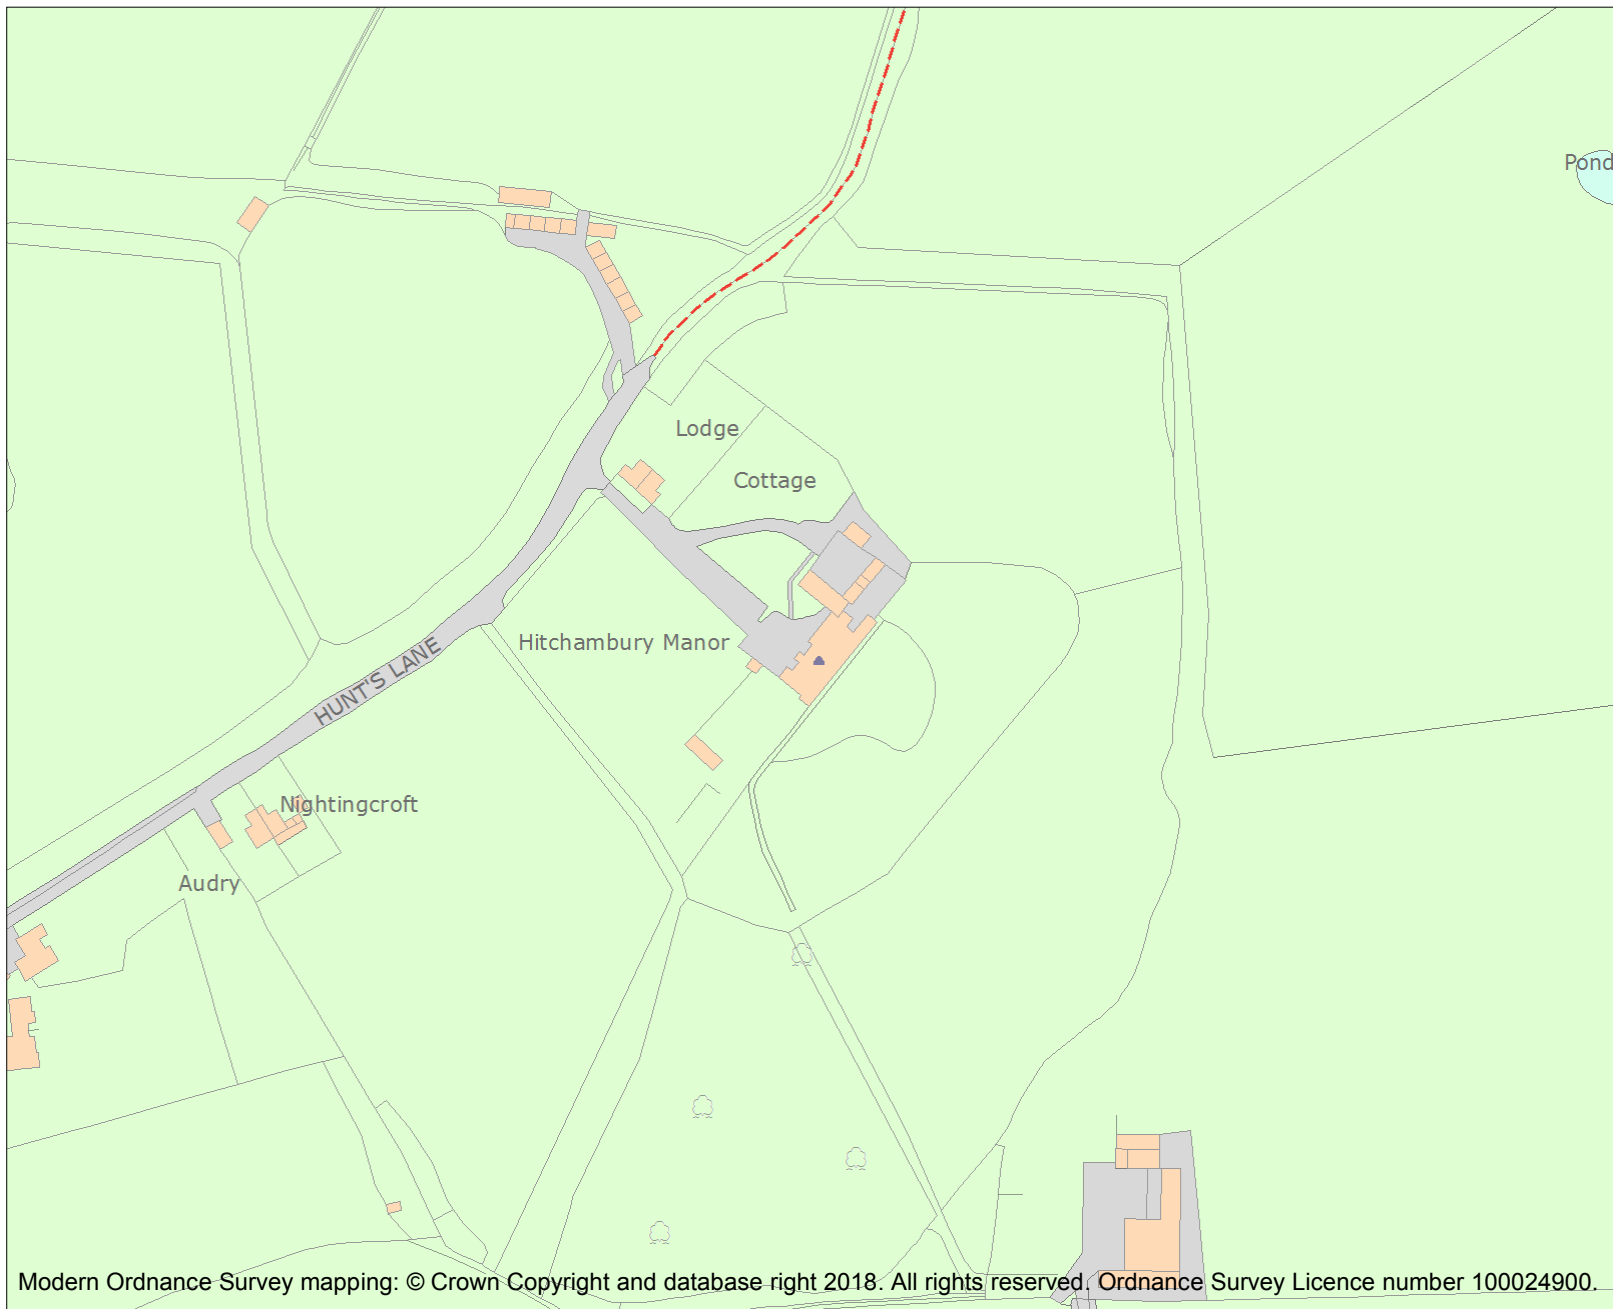 Pond
Lodge
Cottage
Hitchambury Manor
HUNT'S LANE
Nightingcroft
Audry
Modern Ordnance Survey mapping: © Crown Copyright and database right 2018. All rights reserved. Ordnance Survey Licence number 100024900.